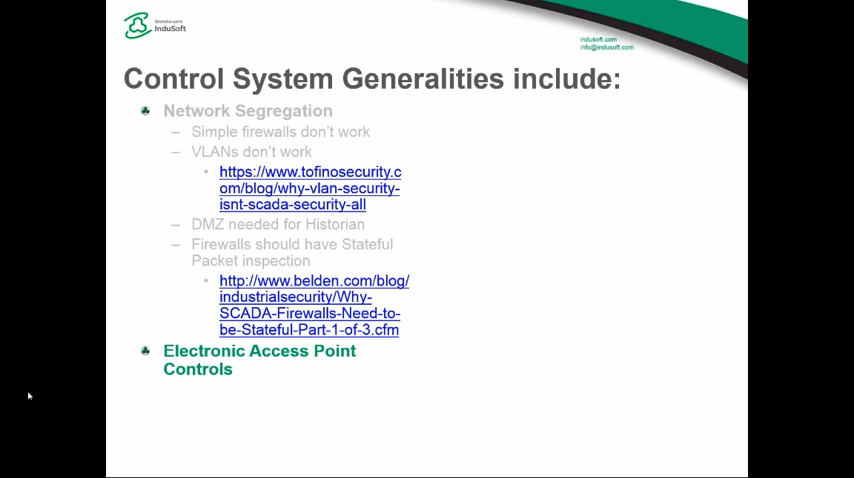 Wonderware
InduSoft
indusoft.com
info@indusoft.com
Control System Generalities include:
Network Segregation
– Simple firewalls don't work
– VLANs don't work
• https://www.tofinosecurity.c
om/blog/why-vlan-security-
isnt-scada-security-all
– DMZ needed for Historian
– Firewalls should have Stateful
Packet inspection
• http://www.belden.com/blog/
industrialsecurity/Why-
SCADA-Firewalls-Need-to-
be-Stateful-Part-1-of-3.cfm
Electronic Access Point
Controls